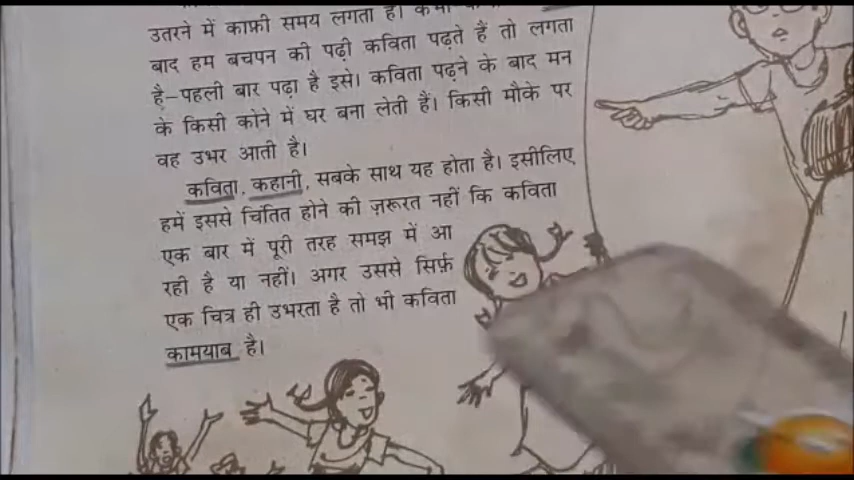 उतरने में काफ़ी समय लगता है। कभी
बाद हम बचपन की पढ़ी कविता पढ़ते हैं तो लगता
है–पहली बार पढ़ा है इसे। कविता पढ़ने के बाद मन
के किसी कोने में घर बना लेती हैं। किसी मौके पर
वह उभर आती है।
कविता, कहानी, सबके साथ यह होता है। इसीलिए
हमें इससे चिंतित होने की ज़रूरत नहीं कि कविता
एक बार में पूरी तरह समझ में आ
रही है या नहीं। अगर उससे सिर्फ़
एक चित्र ही उभरता है तो भी कविता
कामयाब है।